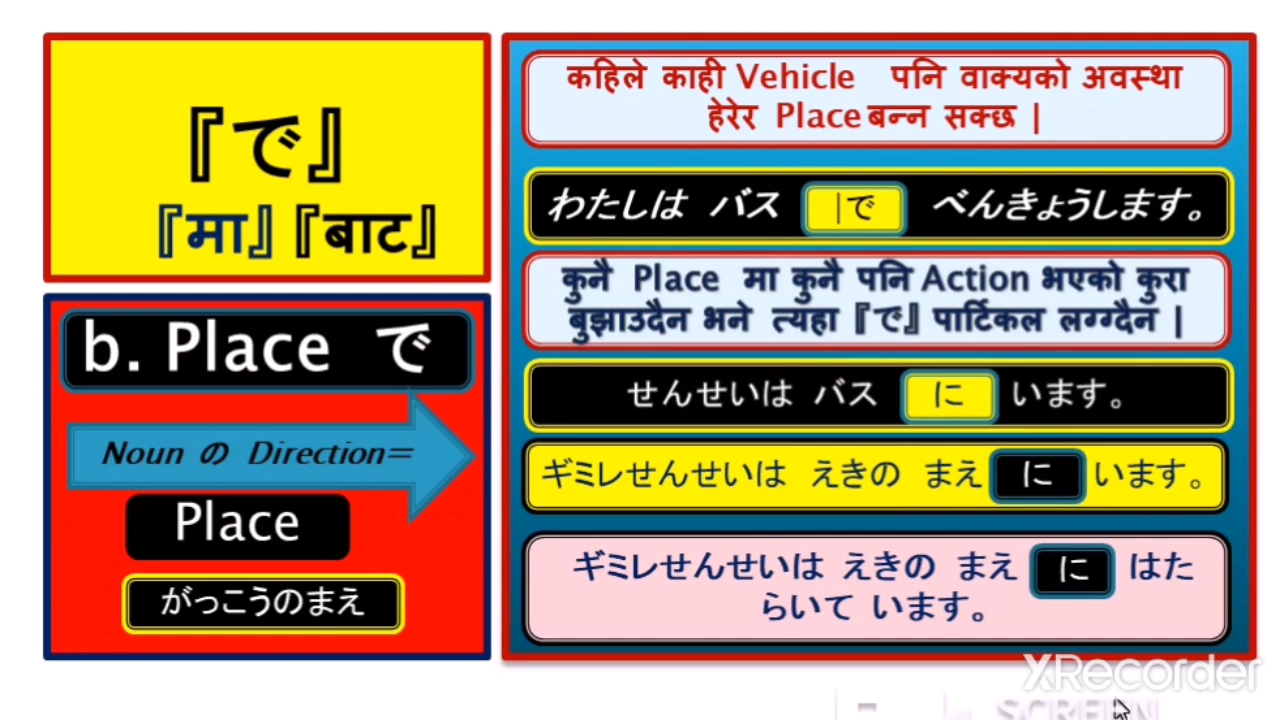 『で』
『मा』『बाट』
b. Place で
Noun の Direction=
Place
がっこうのまえ
कहिले काही Vehicle पनि वाक्यको अवस्था
हेरेर Place बन्न सक्छ |
わたしは バス で べんきょうします。
कुनै Place मा कुनै पनि Action भएको कुरा
बुझाउदैन भने त्यहा『で』पार्टिकल लग्ग्दैन |
せんせいは バス に います。
ギミレせんせいは えきの まえ に います。
ギミレせんせいは えきの まえ に はた
らいて います。
XRecorder
SCREEN